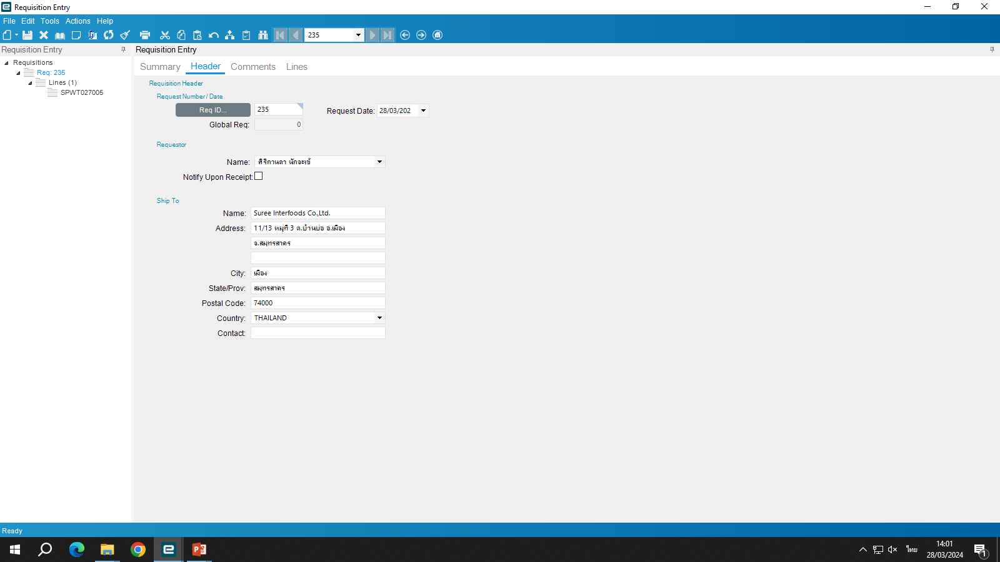 Requisition Entry
File Edit Tools Actions Help
235
Requisition Entry
Requisitions
Req: 235
Lines (1)
SPWT027005
Requisition Entry
Summary Header Comments Lines
Requisition Header
Request Number / Date
Req ID... 235 Request Date: 28/03/202
Global Req: 0
Requestor
Name: ศิริกานดา นักจะเข้
Notify Upon Receipt:
Ship To
Name: Suree Interfoods Co.,Ltd.
Address: 11/13 หมู่ที่ 3 ต.บ้านบ่อ อ.เมือง
จ.สมุทรสาคร
City: เมือง
State/Prov: สมุทรสาคร
Postal Code: 74000
Country: THAILAND
Contact:
Ready
ไทย
14:01
28/03/2024
1